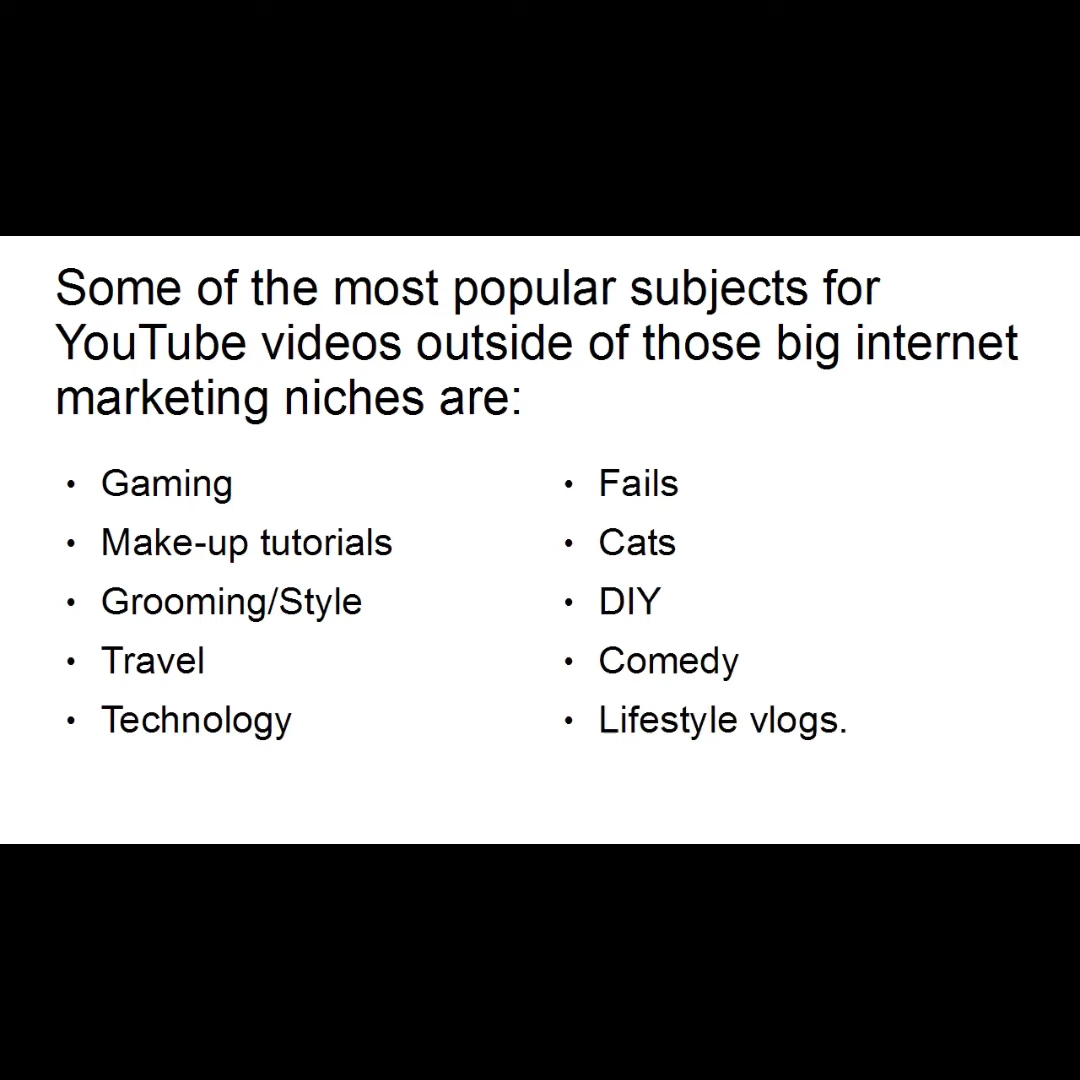 Some of the most popular subjects for
YouTube videos outside of those big internet
marketing niches are:
• Gaming
• Make-up tutorials
• Grooming/Style
• Travel
• Technology
• Fails
• Cats
• DIY
• Comedy
• Lifestyle vlogs.